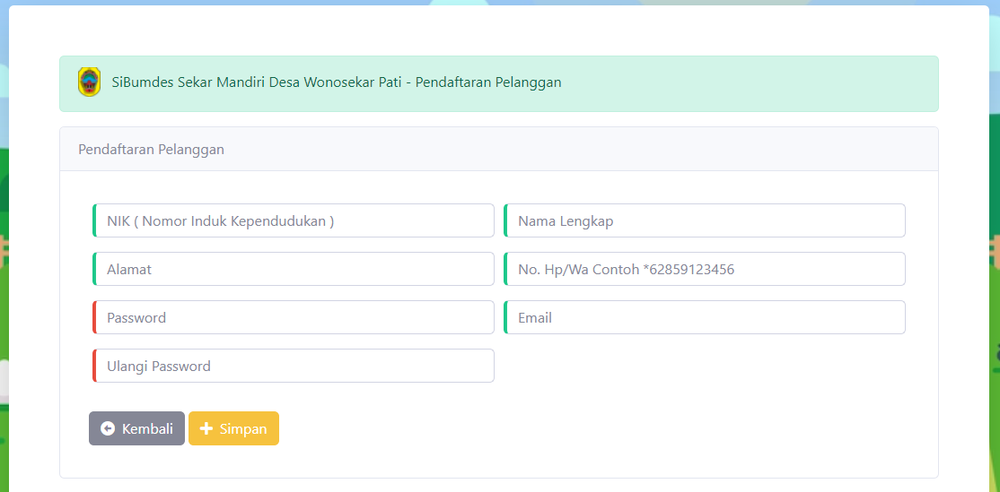 SiBumdes Sekar Mandiri Desa Wonosekar Pati - Pendaftaran Pelanggan
Pendaftaran Pelanggan
NIK ( Nomor Induk Kependudukan )
Nama Lengkap
Alamat
No. Hp/Wa Contoh *62859123456
Password
Email
Ulangi Password
Kembali
Simpan